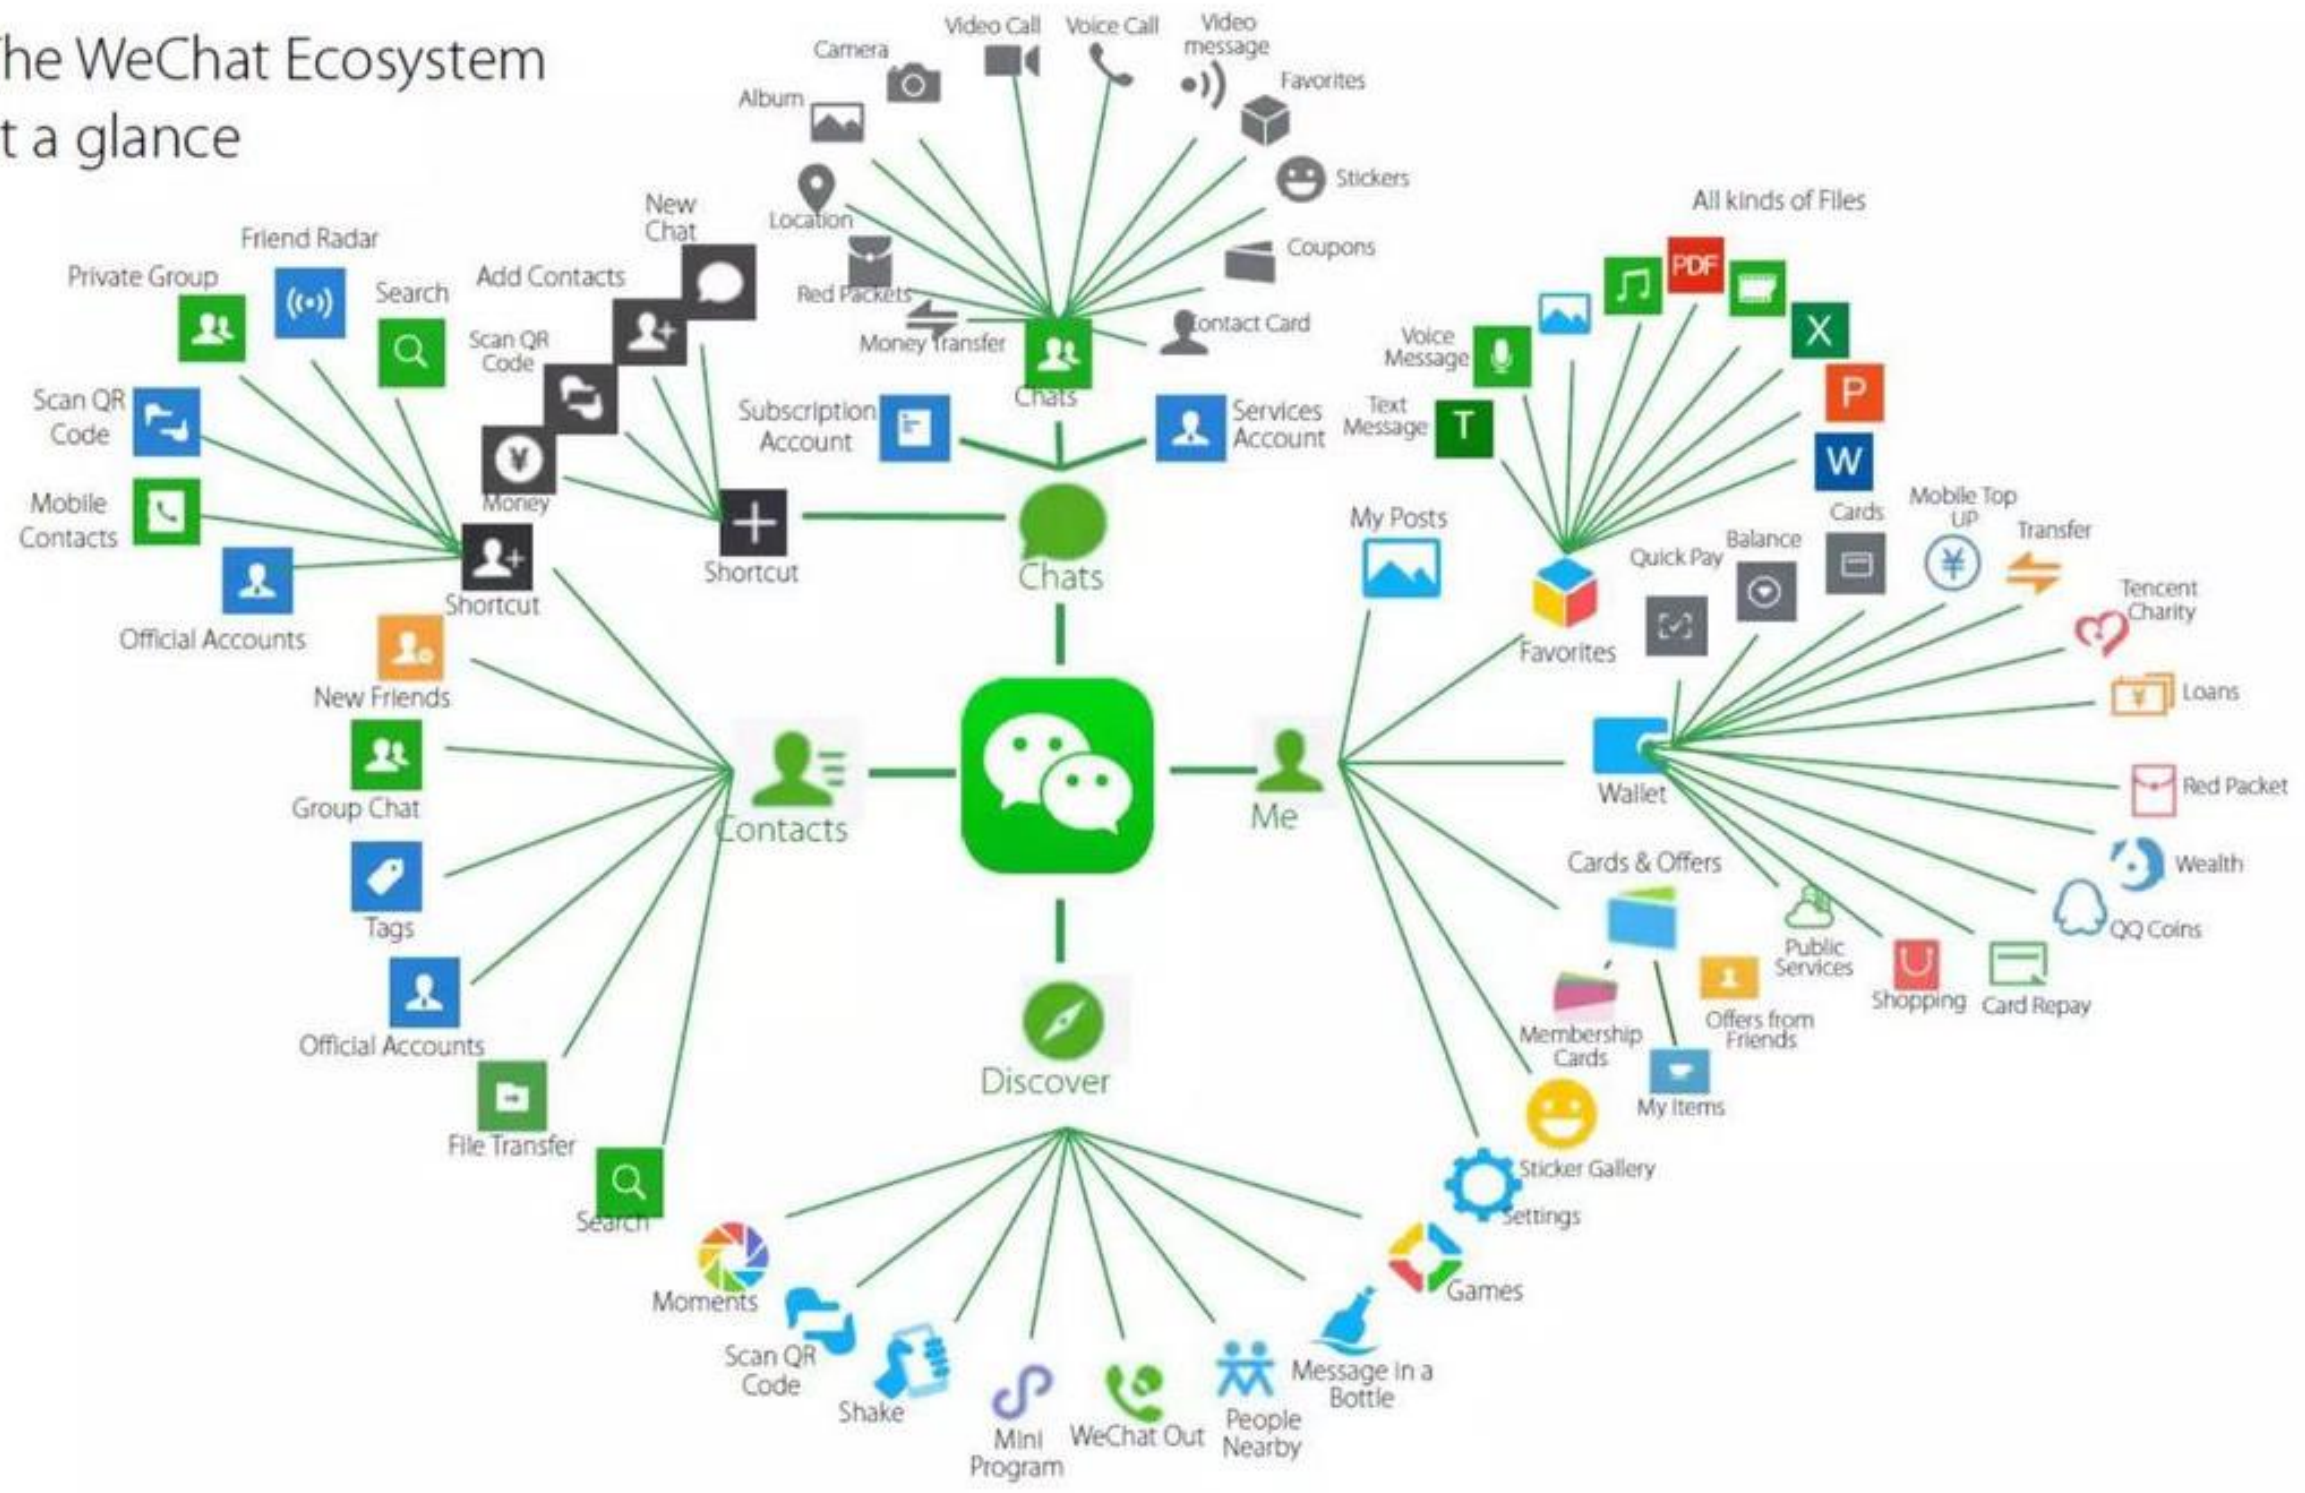 he WeChat Ecosystem
t a glance
Video Call
Voice Call
Video
message
Camera
Favorites
Album
Stickers
Location
Coupons
Red Packets
Contact Card
Money Transfer
Chats
Subscription
Account
Services
Account
New
Chat
Add Contacts
Scan QR
Code
¥
Money
Shortcut
Chats
Friend Radar
Private Group
Search
Scan QR
Code
Mobile
Contacts
Official Accounts
Shortcut
New Friends
Group Chat
Tags
Official Accounts
File Transfer
Search
Contacts
Me
Discover
Moments
Scan QR
Code
Shake
Mini
Program
WeChat Out
People
Nearby
Message in a
Bottle
Games
All kinds of Files
PDF
X
P
W
Voice
Message
Text
Message
T
My Posts
Favorites
Quick Pay
Balance
Cards
Mobile Top
UP
¥
Transfer
Tencent
Charity
¥
Loans
Red Packet
Wealth
QQ Coins
Card Repay
Shopping
Public
Services
Wallet
Cards & Offers
Membership
Cards
Offers from
Friends
My Items
Sticker Gallery
Settings